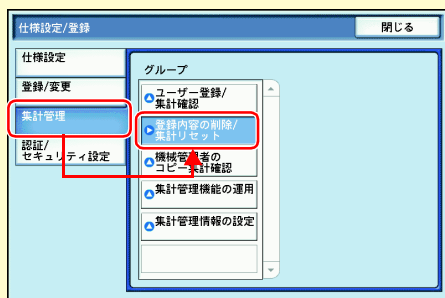 仕様設定/登録
閉じる
仕様設定
登録/変更
集計管理
認証/
セキュリティ設定
グループ
ユーザー登録/
集計確認
登録内容の削除/
集計リセット
機械管理者の
コピー集計確認
集計管理機能の運用
集計管理情報の設定